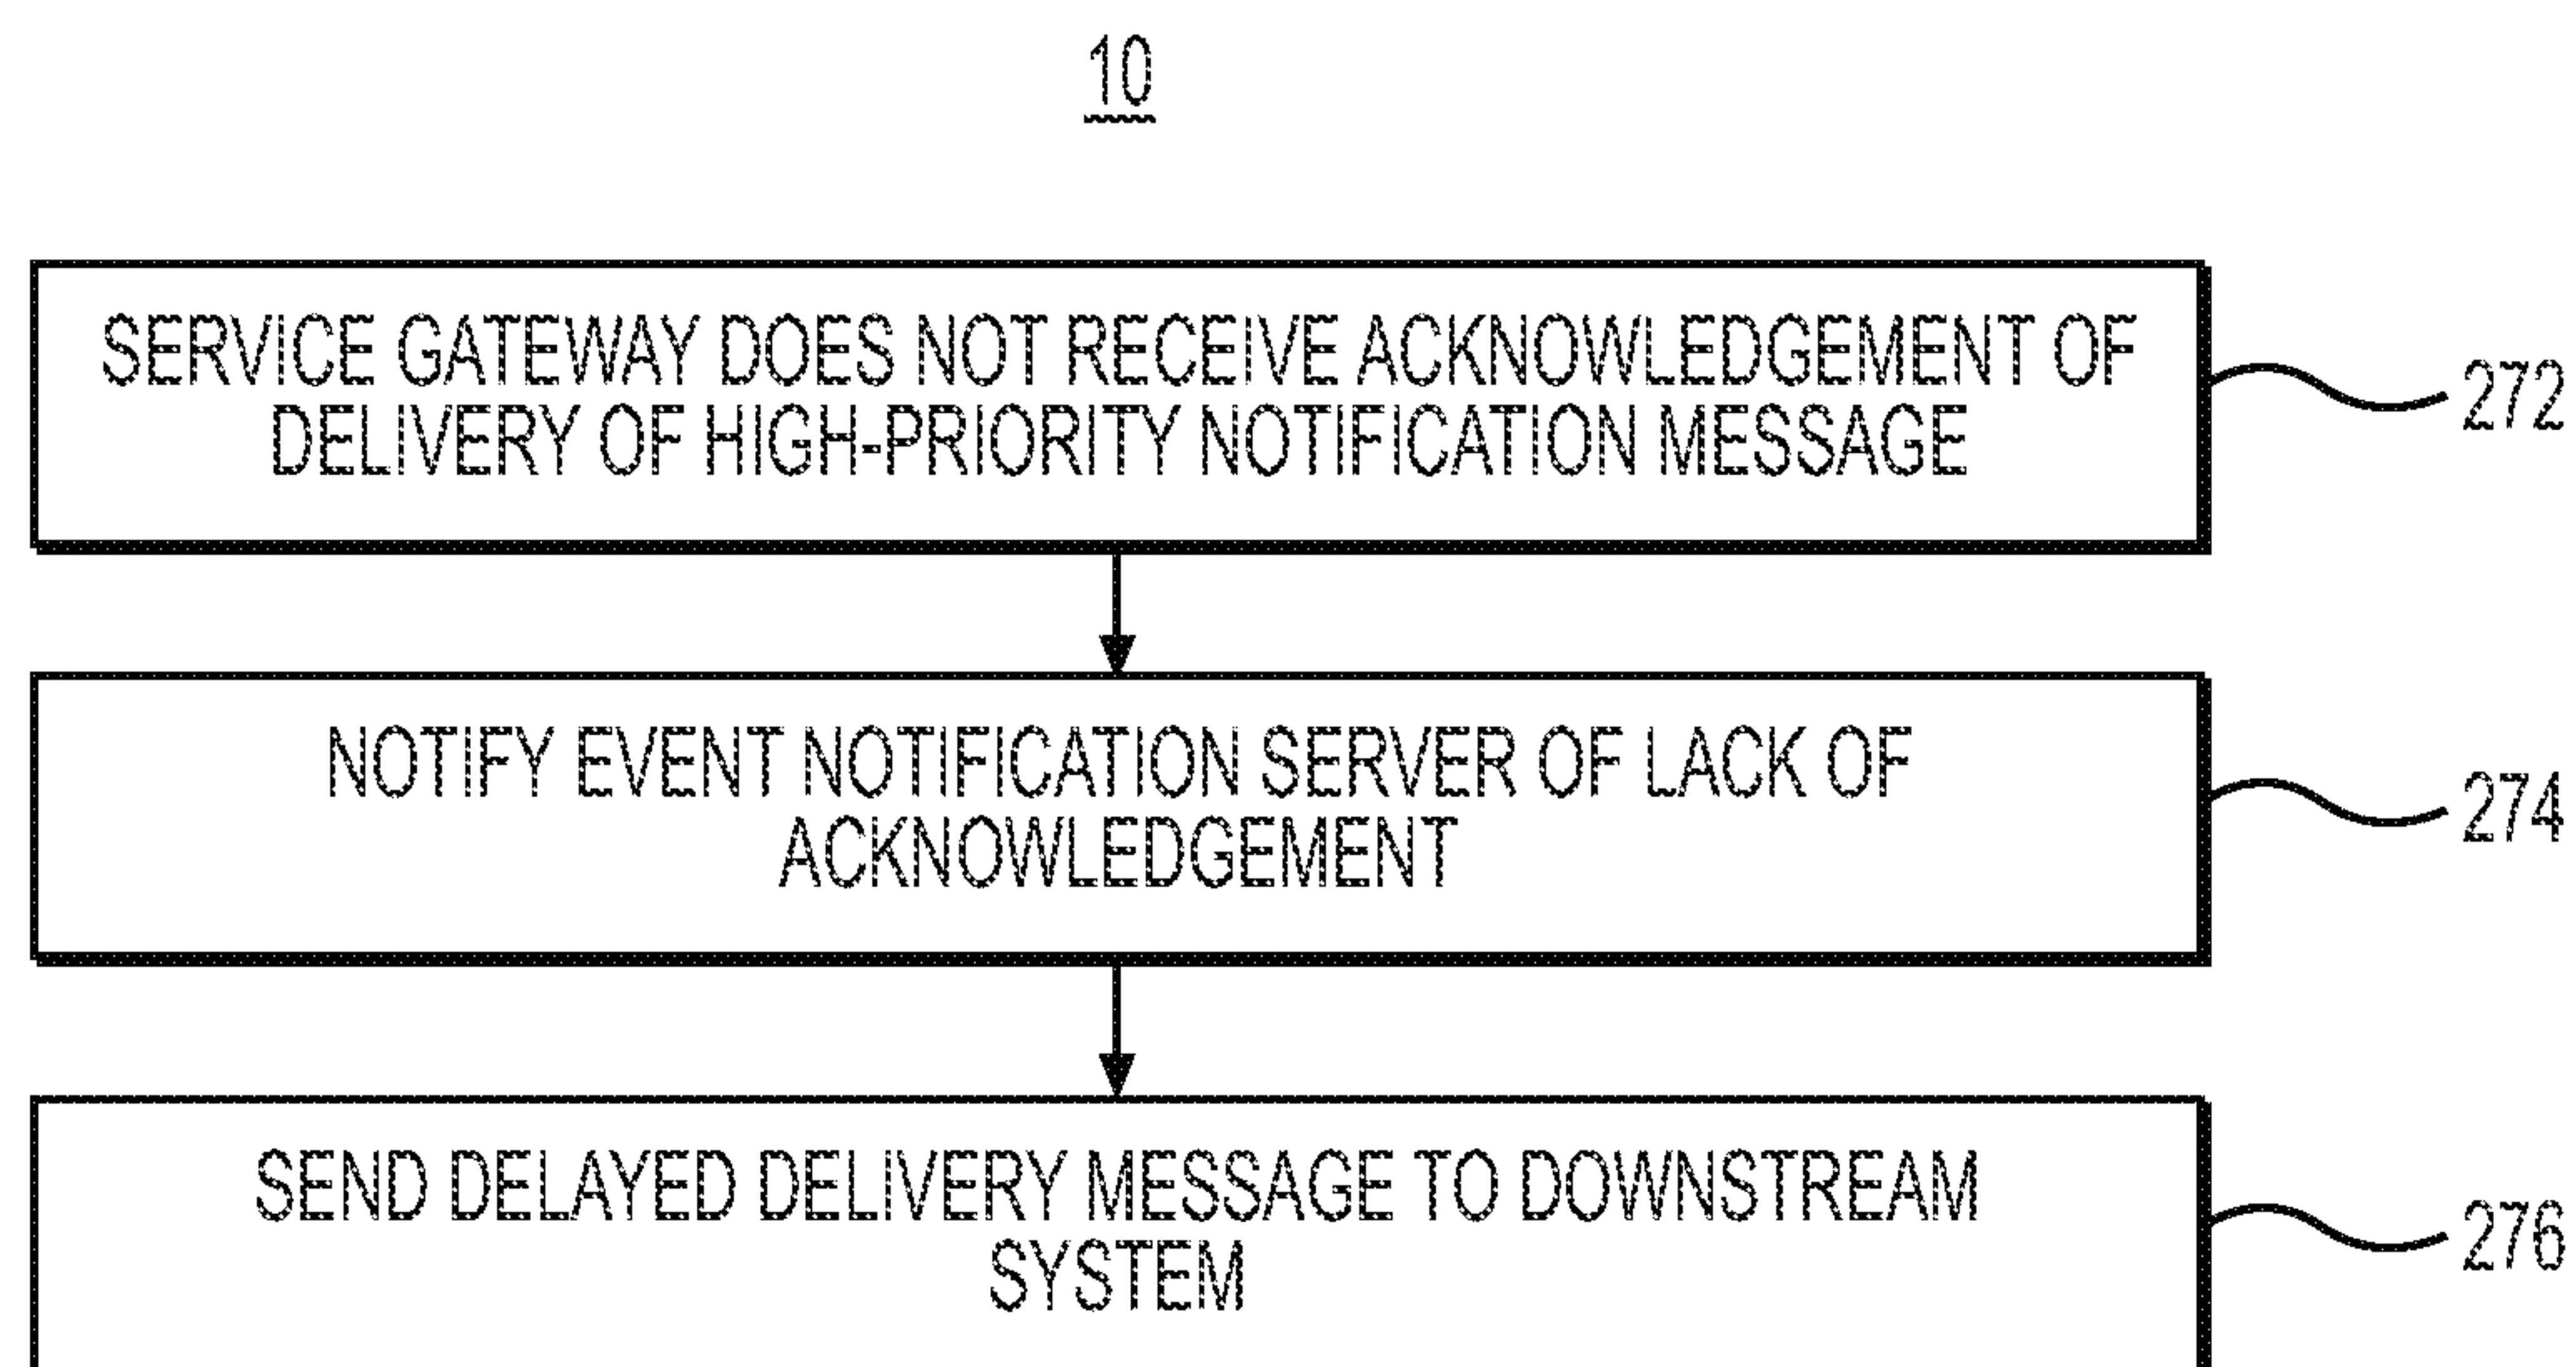 10
SERVICE GATEWAY DOES NOT RECEIVE ACKNOWLEDGEMENT OF
DELIVERY OF HIGH-PRIORITY NOTIFICATION MESSAGE
272
NOTIFY EVENT NOTIFICATION SERVER OF LACK OF
ACKNOWLEDGEMENT
274
SEND DELAYED DELIVERY MESSAGE TO DOWNSTREAM
SYSTEM
276